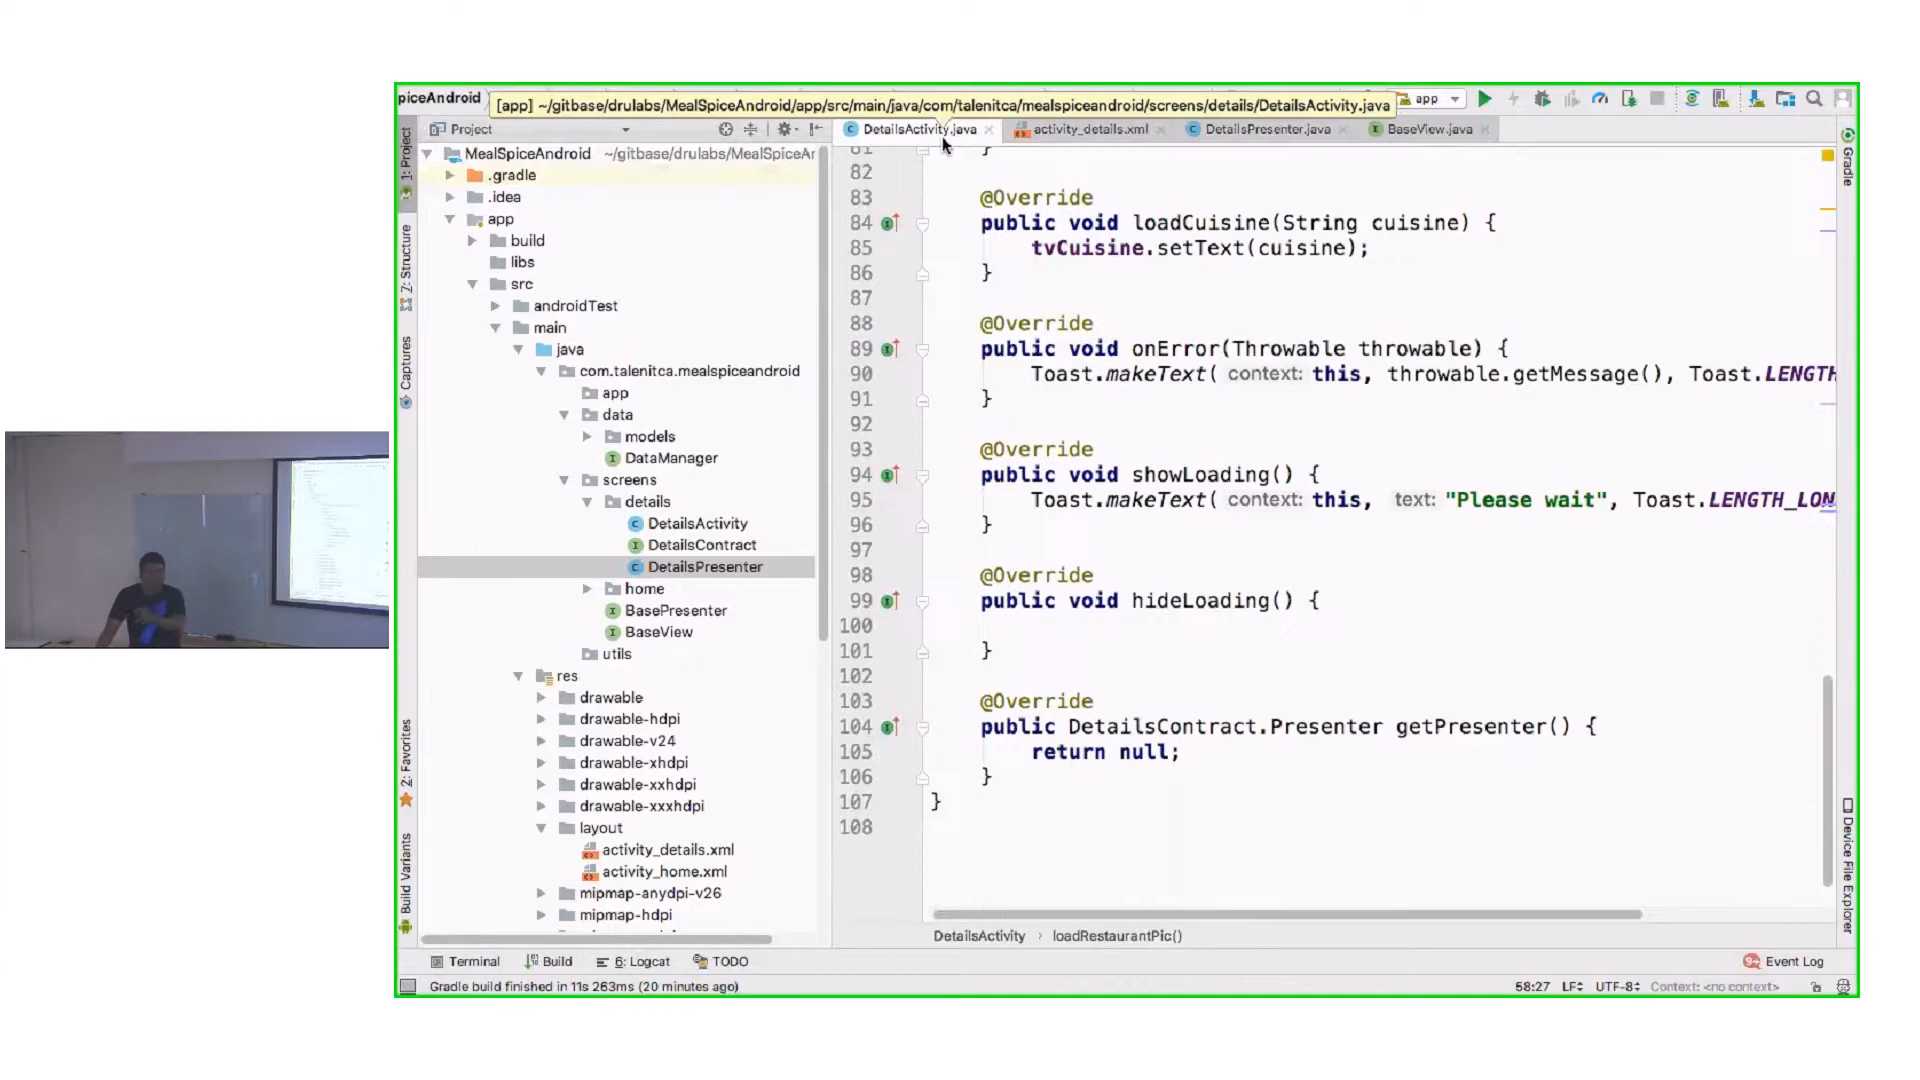 piceAndroid
[app] ~/gitbase/drulabs/MealSpiceAndroid/app/src/main/java/com/talenitca/mealspiceandroid/screens/details/DetailsActivity.java
app
Project
DetailsActivity.java
activity_details.xml
DetailsPresenter.java
BaseView.java
1: Project
Z: Structure
Captures
2: Favorites
Build Variants
MealSpiceAndroid ~/gitbase/drulabs/MealSpiceAr
.gradle
.idea
app
build
libs
src
androidTest
main
java
com.talenitca.mealspiceandroid
app
data
models
DataManager
screens
details
DetailsActivity
DetailsContract
DetailsPresenter
home
BasePresenter
BaseView
utils
res
drawable
drawable-hdpi
drawable-v24
drawable-xhdpi
drawable-xxhdpi
drawable-xxxhdpi
layout
activity_details.xml
activity_home.xml
mipmap-anydpi-v26
mipmap-hdpi
81 }
82
83 @Override
84 public void loadCuisine(String cuisine) {
85 tvCuisine.setText(cuisine);
86 }
87
88 @Override
89 public void onError(Throwable throwable) {
90 Toast.makeText( context: this, throwable.getMessage(), Toast.LENGTH
91 }
92
93 @Override
94 public void showLoading() {
95 Toast.makeText( context: this, text: "Please wait", Toast.LENGTH_LON
96 }
97
98 @Override
99 public void hideLoading() {
100
101 }
102
103 @Override
104 public DetailsContract.Presenter getPresenter() {
105 return null;
106 }
107 }
108
DetailsActivity › loadRestaurantPic()
Gradle
Device File Explorer
Terminal
Build
6: Logcat
TODO
Event Log
Gradle build finished in 11s 263ms (20 minutes ago)
58:27 LF÷ UTF-8÷ Context: <no context>